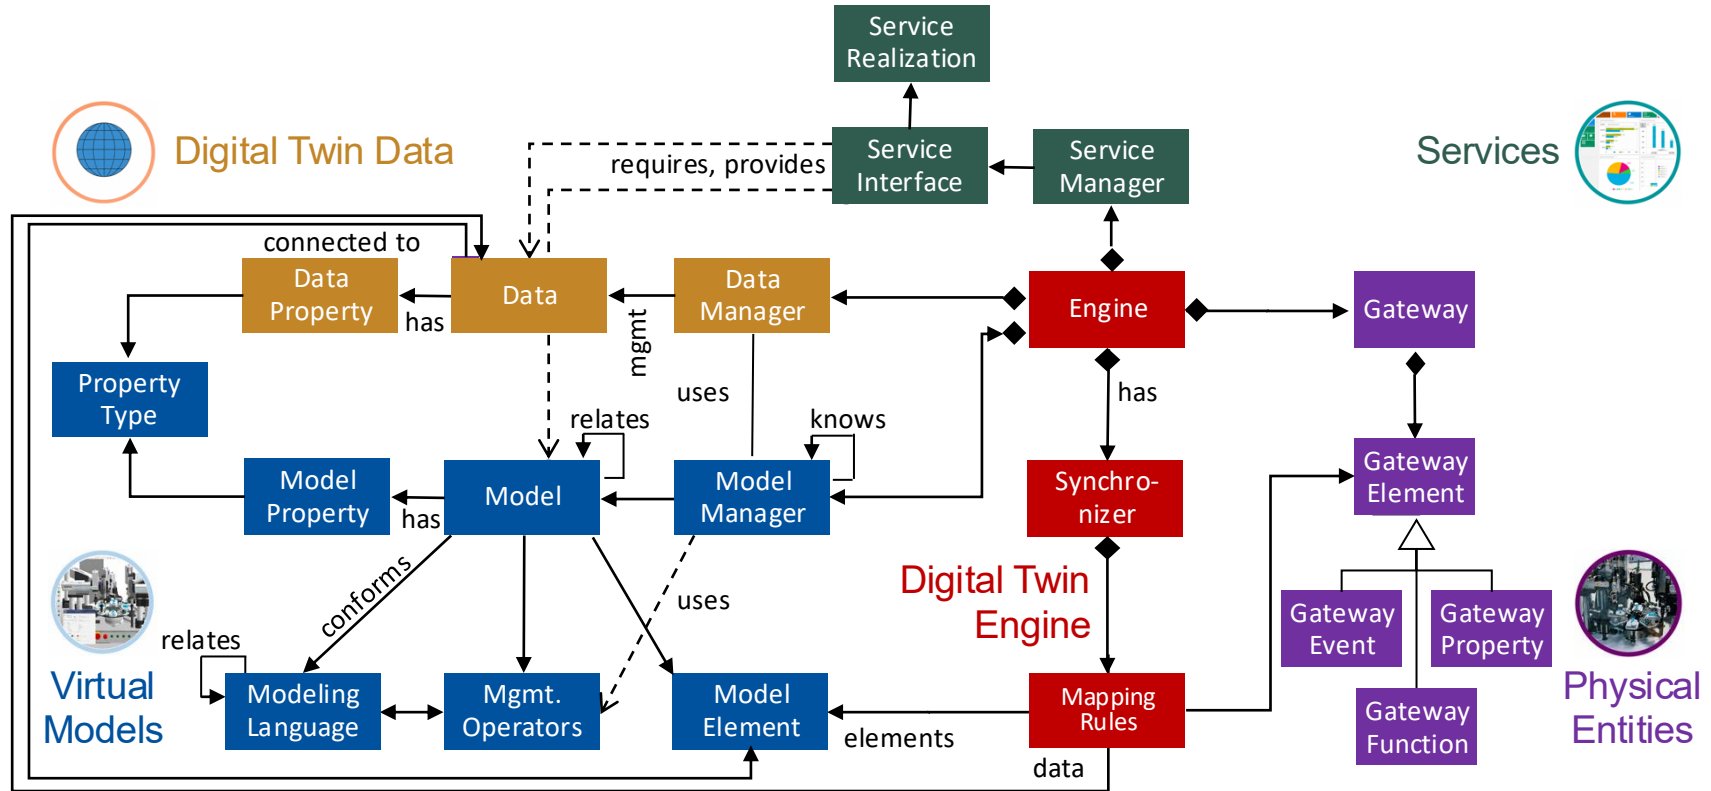 Service
Realization
Digital Twin Data
requires, provides
Service
Interface
Service
Manager
Services
connected to
Data
Property
has
Data
mgmt
Data
Manager
Engine
Gateway
Property
Type
uses
has
relates
knows
Model
Property
has
Model
Model
Manager
Synchro-
nizer
Gateway
Element
conforms
uses
Digital Twin
Engine
Gateway
Event
Gateway
Property
relates
Virtual
Models
Modeling
Language
Mgmt.
Operators
Model
Element
elements
Mapping
Rules
data
Gateway
Function
Physical
Entities